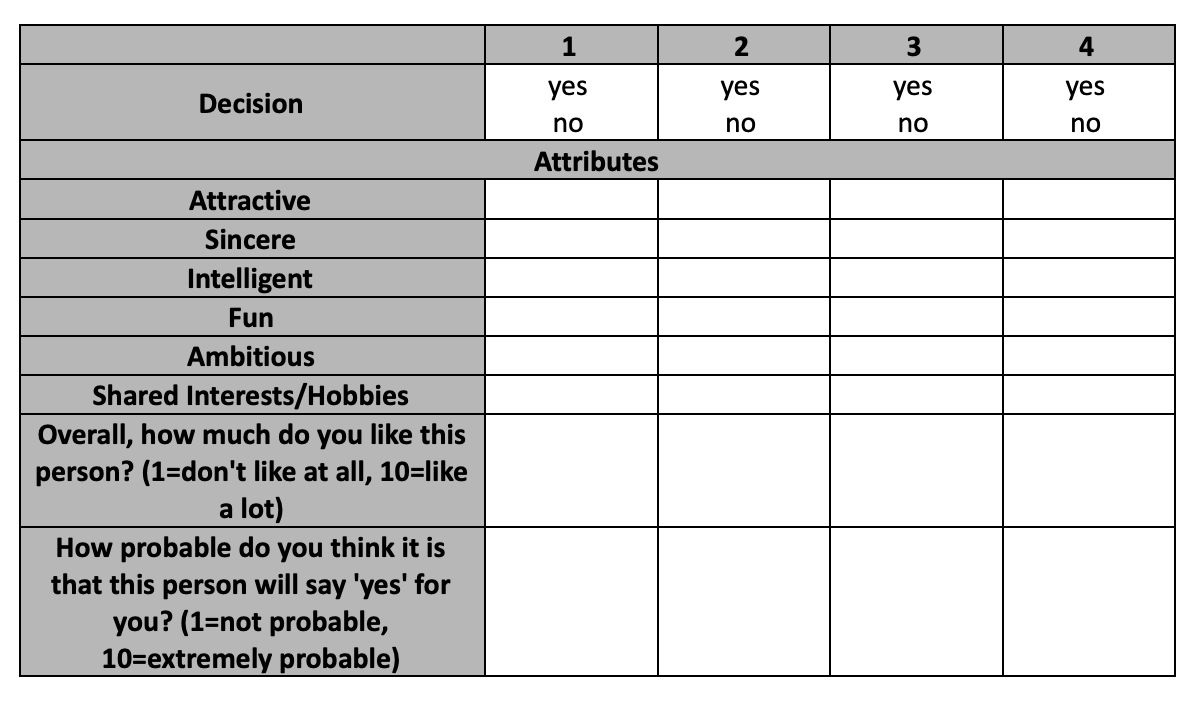 1 2 3 4
Decision
yes yes yes yes
no no no no
Attributes
Attractive
Sincere
Intelligent
Fun
Ambitious
Shared Interests/Hobbies
Overall, how much do you like this
person? (1=don't like at all, 10=like
a lot)
How probable do you think it is
that this person will say 'yes' for
you? (1=not probable,
10=extremely probable)